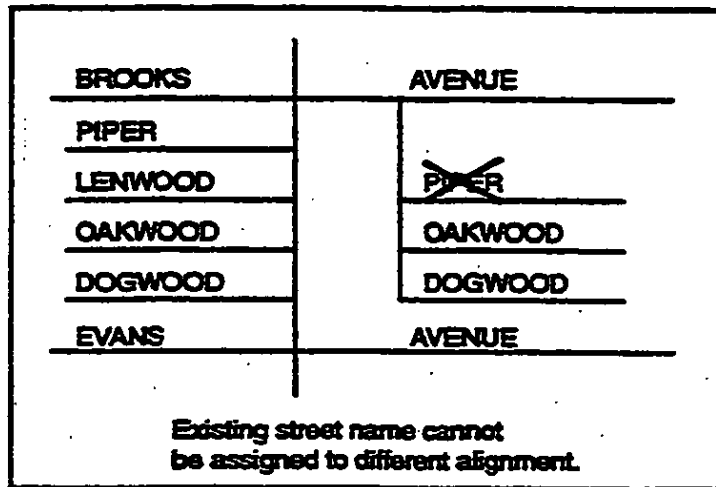 BROOKS AVENUE
PIPER
LENWOOD PIPER
OAKWOOD OAKWOOD
DOGWOOD DOGWOOD
EVANS AVENUE
Existing street name cannot
be assigned to different alignment.